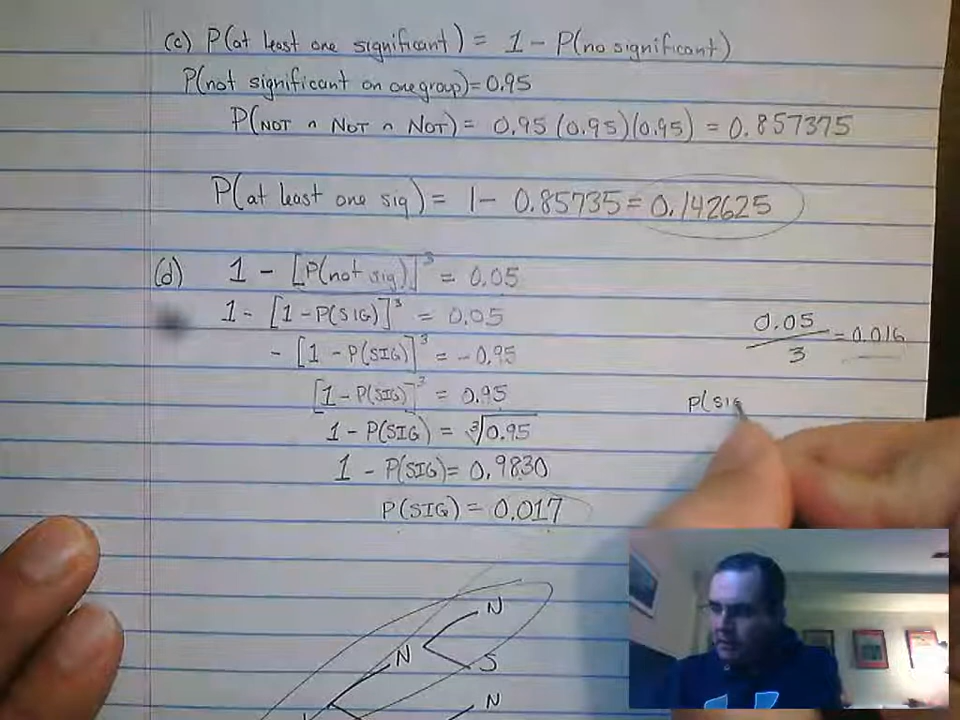 (c) P(at least one significant) = 1 - P(no significant)
P(not significant on one group) = 0.95
P(NOT ∩ NOT ∩ NOT) = 0.95 (0.95)(0.95) = 0.857375
P(at least one sig) = 1 - 0.85735 = 0.142625
(d) 1 - [P(not sig)]³ = 0.05
1 - [1 - P(SIG)]³ = 0.05
- [1 - P(SIG)]³ = -0.95
[1 - P(SIG)]³ = 0.95
1 - P(SIG) = ∛0.95
1 - P(SIG) = 0.9830
P(SIG) = 0.017
0.05/3 = 0.016
P(SIG
N
N
S
N